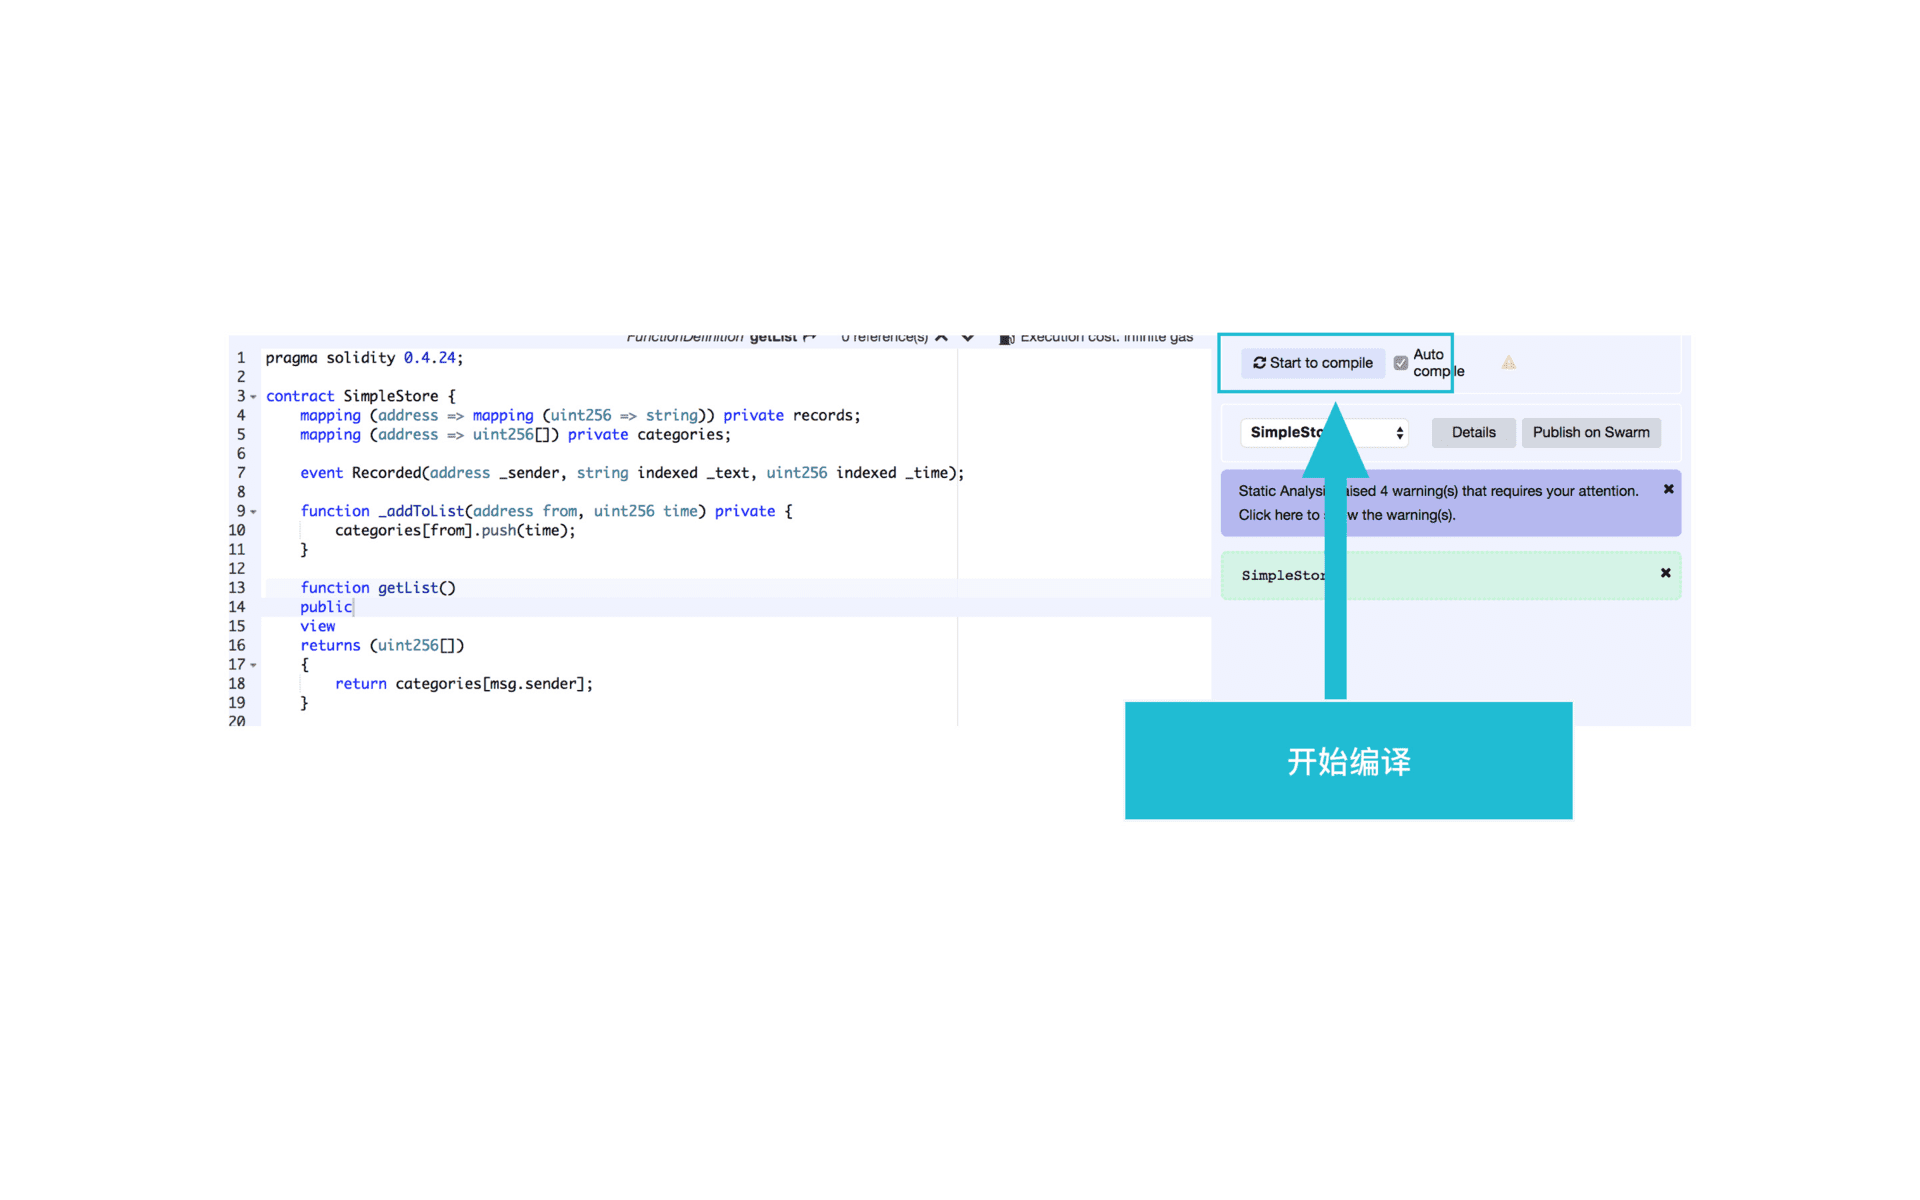 FunctionDefinition getList 0 reference(s) Execution cost: infinite gas
1 pragma solidity 0.4.24;
2
3 contract SimpleStore {
4 mapping (address => mapping (uint256 => string)) private records;
5 mapping (address => uint256[]) private categories;
6
7 event Recorded(address _sender, string indexed _text, uint256 indexed _time);
8
9 function _addToList(address from, uint256 time) private {
10 categories[from].push(time);
11 }
12
13 function getList()
14 public
15 view
16 returns (uint256[])
17 {
18 return categories[msg.sender];
19 }
20
Start to compile
Auto
compile
SimpleSto
Details
Publish on Swarm
Static Analysi aised 4 warning(s) that requires your attention.
Click here to w the warning(s).
SimpleStor
开始编译